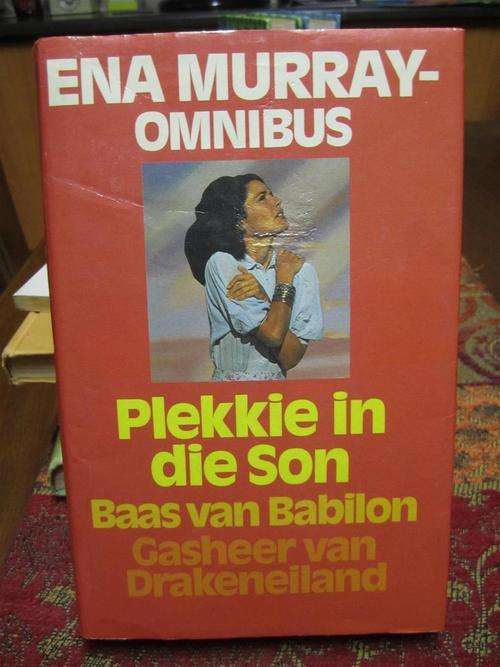 ENA MURRAY-
OMNIBUS
Plekkie in
die Son
Baas van Babilon
Gasheer van
Drakeneiland